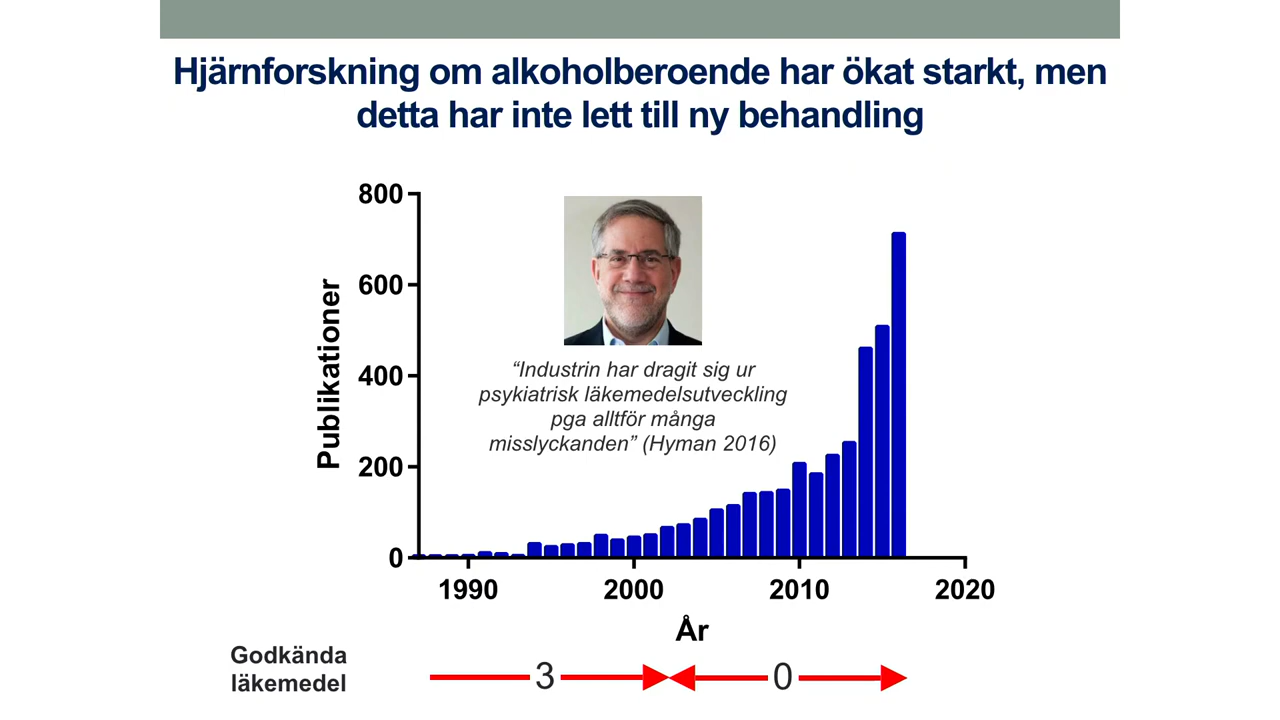 Hjärnforskning om alkoholberoende har ökat starkt, men
detta har inte lett till ny behandling
800
600
400
200
0
Publikationer
“Industrin har dragit sig ur
psykiatrisk läkemedelsutveckling
pga alltför många
misslyckanden” (Hyman 2016)
1990 2000 2010 2020
År
Godkända
läkemedel
3 0